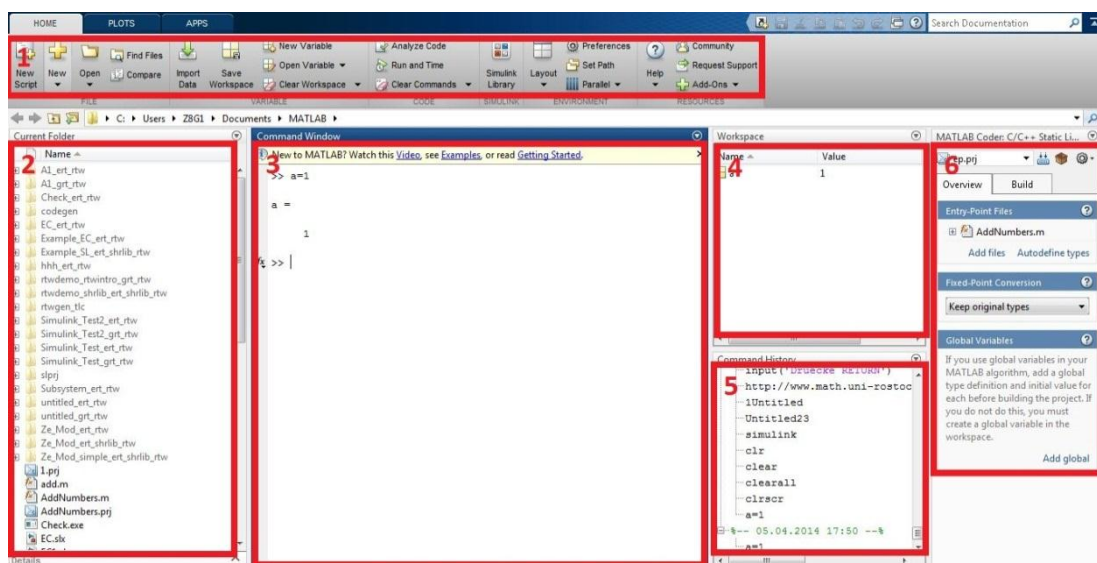 HOME PLOTS APPS
Search Documentation
1
New Script
New
Open
Find Files
Compare
Import Data
Save Workspace
New Variable
Open Variable
Clear Workspace
Analyze Code
Run and Time
Clear Commands
Simulink Library
Layout
Preferences
Set Path
Parallel
Help
Community
Request Support
Add-Ons
FILE VARIABLE CODE SIMULINK ENVIRONMENT RESOURCES
C: Users Z8G1 Documents MATLAB
Current Folder
2
Name
A1_ert_rtw
A1_grt_rtw
Check_ert_rtw
codegen
EC_ert_rtw
Example_EC_ert_rtw
Example_SL_ert_shrlib_rtw
hhh_ert_rtw
rtwdemo_rtwintro_grt_rtw
rtwdemo_shrlib_ert_shrlib_rtw
rtwgen_tlc
Simulink_Test2_ert_rtw
Simulink_Test2_grt_rtw
Simulink_Test_ert_rtw
Simulink_Test_grt_rtw
slprj
Subsystem_ert_rtw
untitled_ert_rtw
untitled_grt_rtw
Ze_Mod_ert_rtw
Ze_Mod_ert_shrlib_rtw
Ze_Mod_simple_ert_shrlib_rtw
1.prj
add.m
AddNumbers.m
AddNumbers.prj
Check.exe
EC.slx
Details
Command Window
3
New to MATLAB? Watch this Video, see Examples, or read Getting Started.
>> a=1
a =
1
fx >>
Workspace
4
Name Value
1
Command History
5
input('Druecke RETURN')
http://www.math.uni-rostoc
1Untitled
Untitled23
simulink
clr
clear
clearall
clrscr
a=1
%-- 05.04.2014 17:50 --%
a=1
MATLAB Coder: C/C++ Static Li...
6
ep.prj
Overview Build
Entry-Point Files
AddNumbers.m
Add files Autodefine types
Fixed-Point Conversion
Keep original types
Global Variables
If you use global variables in your
MATLAB algorithm, add a global
type definition and initial value for
each before building the project. If
you do not do this, you must
create a global variable in the
workspace.
Add global